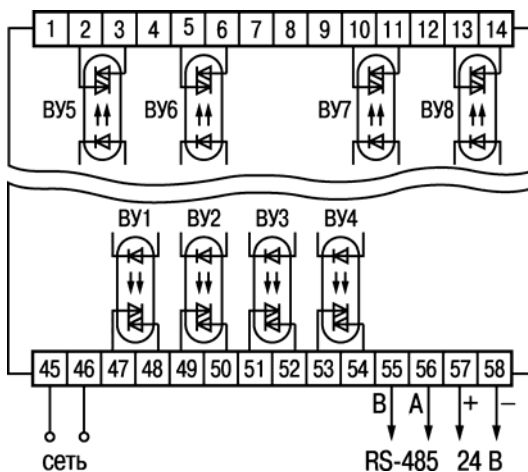 1 2 3 4 5 6 7 8 9 10 11 12 13 14
ВУ5 ВУ6 ВУ7 ВУ8
ВУ1 ВУ2 ВУ3 ВУ4
45 46 47 48 49 50 51 52 53 54 55 56 57 58
B A + −
сеть RS-485 24 В